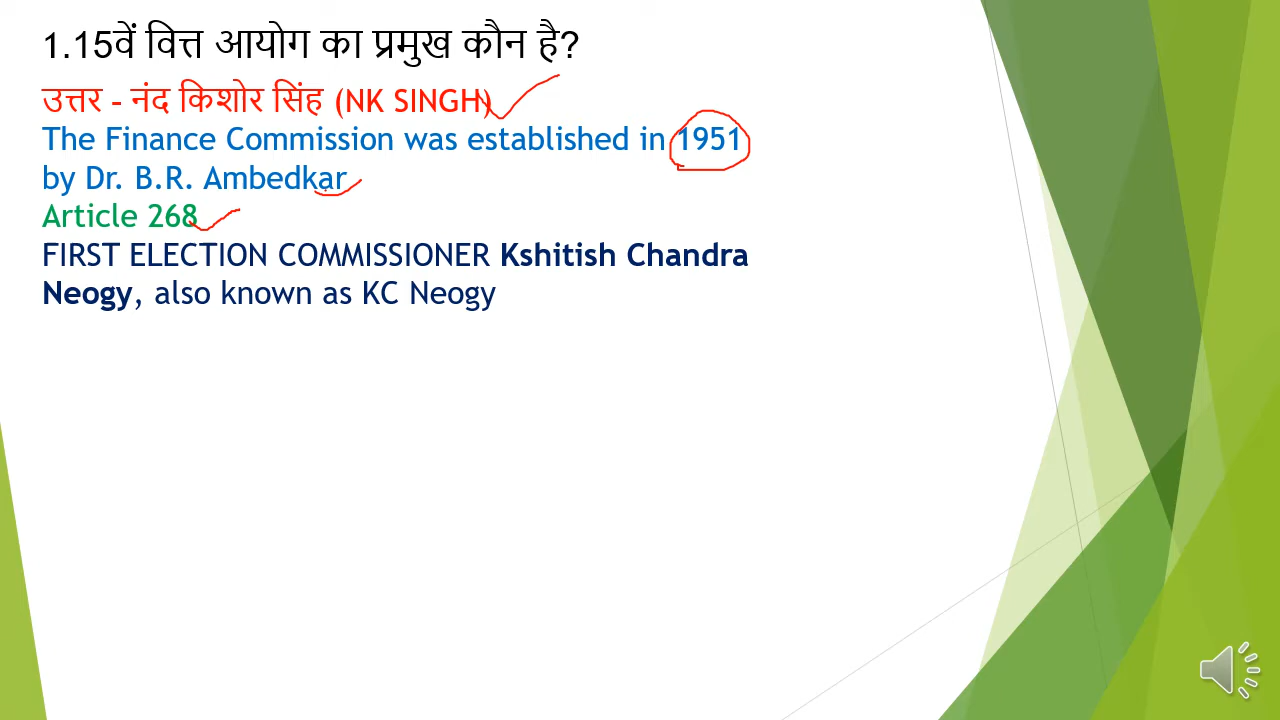 1.15वें वित्त आयोग का प्रमुख कौन है?
उत्तर - नंद किशोर सिंह (NK SINGH)
The Finance Commission was established in 1951
by Dr. B.R. Ambedkar
Article 268
FIRST ELECTION COMMISSIONER Kshitish Chandra
Neogy, also known as KC Neogy